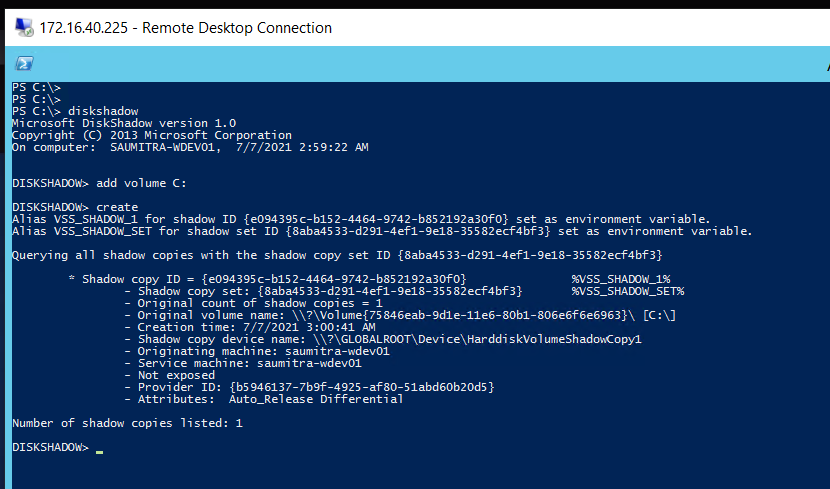 172.16.40.225 - Remote Desktop Connection
PS C:\>
PS C:\>
PS C:\> diskshadow
Microsoft DiskShadow version 1.0
Copyright (C) 2013 Microsoft Corporation
On computer:  SAUMITRA-WDEV01,  7/7/2021 2:59:22 AM
DISKSHADOW> add volume C:
DISKSHADOW> create
Alias VSS_SHADOW_1 for shadow ID {e094395c-b152-4464-9742-b852192a30f0} set as environment variable.
Alias VSS_SHADOW_SET for shadow set ID {8aba4533-d291-4ef1-9e18-35582ecf4bf3} set as environment variable.
Querying all shadow copies with the shadow copy set ID {8aba4533-d291-4ef1-9e18-35582ecf4bf3}
* Shadow copy ID = {e094395c-b152-4464-9742-b852192a30f0} %VSS_SHADOW_1%
- Shadow copy set: {8aba4533-d291-4ef1-9e18-35582ecf4bf3} %VSS_SHADOW_SET%
- Original count of shadow copies = 1
- Original volume name: \\?\Volume{75846eab-9d1e-11e6-80b1-806e6f6e6963}\ [C:\]
- Creation time: 7/7/2021 3:00:41 AM
- Shadow copy device name: \\?\GLOBALROOT\Device\HarddiskVolumeShadowCopy1
- Originating machine: saumitra-wdev01
- Service machine: saumitra-wdev01
- Not exposed
- Provider ID: {b5946137-7b9f-4925-af80-51abd60b20d5}
- Attributes:  Auto_Release Differential
Number of shadow copies listed: 1
DISKSHADOW> _